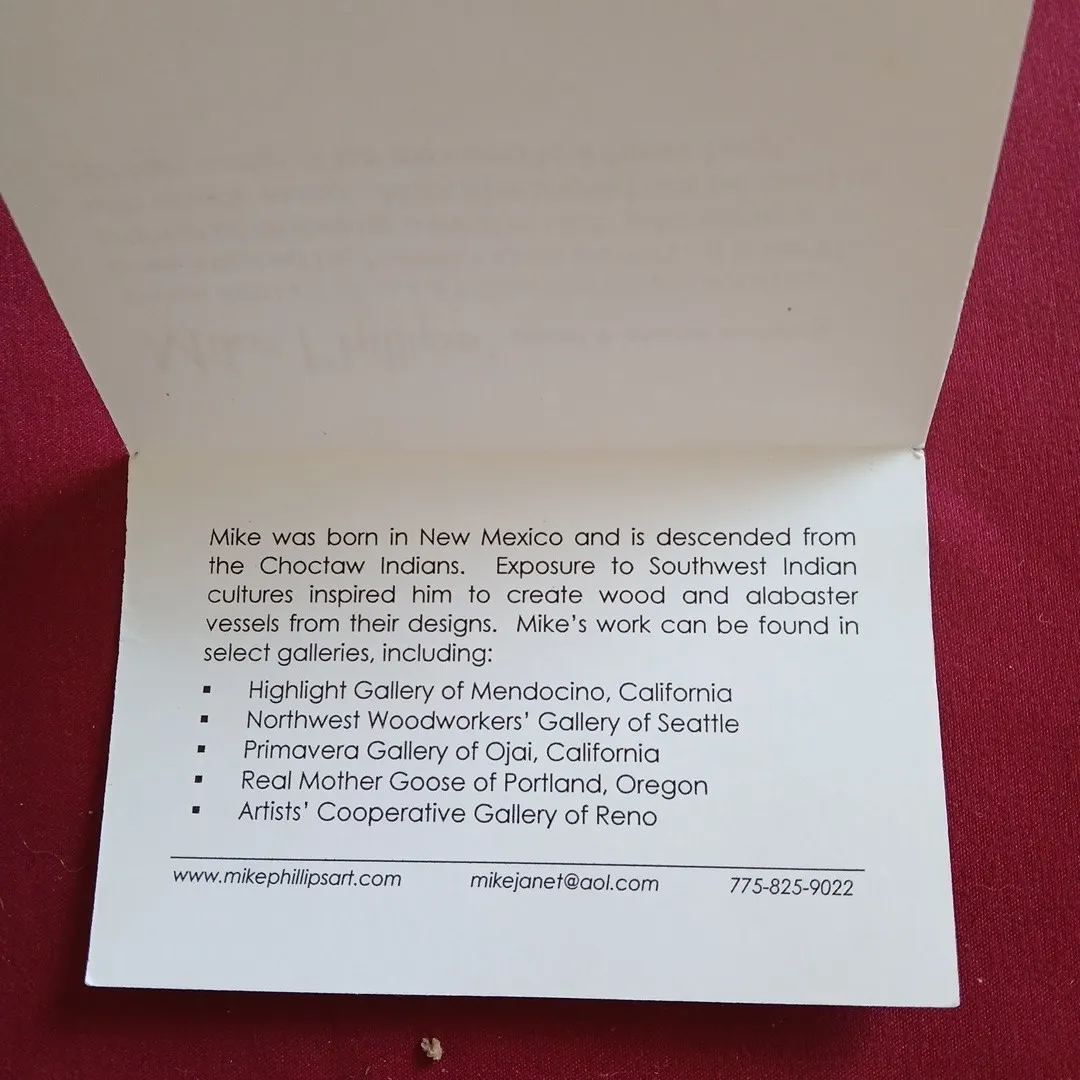 Mike Phillips
Mike was born in New Mexico and is descended from
the Choctaw Indians. Exposure to Southwest Indian
cultures inspired him to create wood and alabaster
vessels from their designs. Mike's work can be found in
select galleries, including:
▪ Highlight Gallery of Mendocino, California
▪ Northwest Woodworkers' Gallery of Seattle
▪ Primavera Gallery of Ojai, California
▪ Real Mother Goose of Portland, Oregon
▪ Artists' Cooperative Gallery of Reno
www.mikephillipsart.com mikejanet@aol.com 775-825-9022